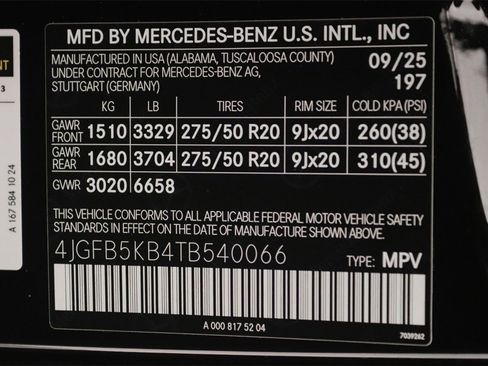 MFD BY MERCEDES-BENZ U.S. INTL., INC
MANUFACTURED IN USA (ALABAMA, TUSCALOOSA COUNTY) 09/25
UNDER CONTRACT FOR MERCEDES-BENZ AG,
STUTTGART (GERMANY) 197
KG LB TIRES RIM SIZE COLD KPA (PSI)
GAWR FRONT 1510 3329 275/50 R20 9Jx20 260(38)
GAWR REAR 1680 3704 275/50 R20 9Jx20 310(45)
GVWR 3020 6658
THIS VEHICLE CONFORMS TO ALL APPLICABLE FEDERAL MOTOR VEHICLE SAFETY
STANDARDS IN EFFECT ON THE DATE OF MANUFACTURE SHOWN ABOVE.
4JGFB5KB4TB540066 TYPE: MPV
A 000 817 52 04
7039262
A 167 584 10 24